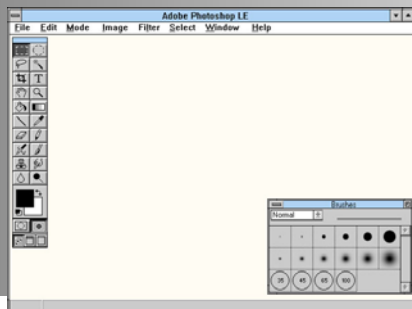 Adobe Photoshop LE
File Edit Mode Image Filter Select Window Help
T
Brushes
Normal
35 45 65 100